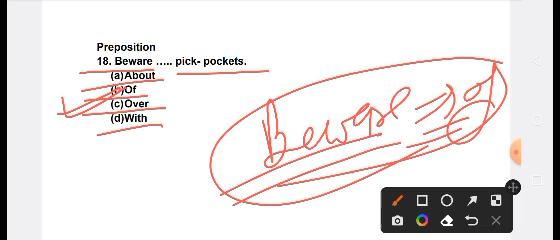 Preposition
18. Beware ..... pick- pockets.
(a)About
(b)Of
(c)Over
(d)With
Beware => of